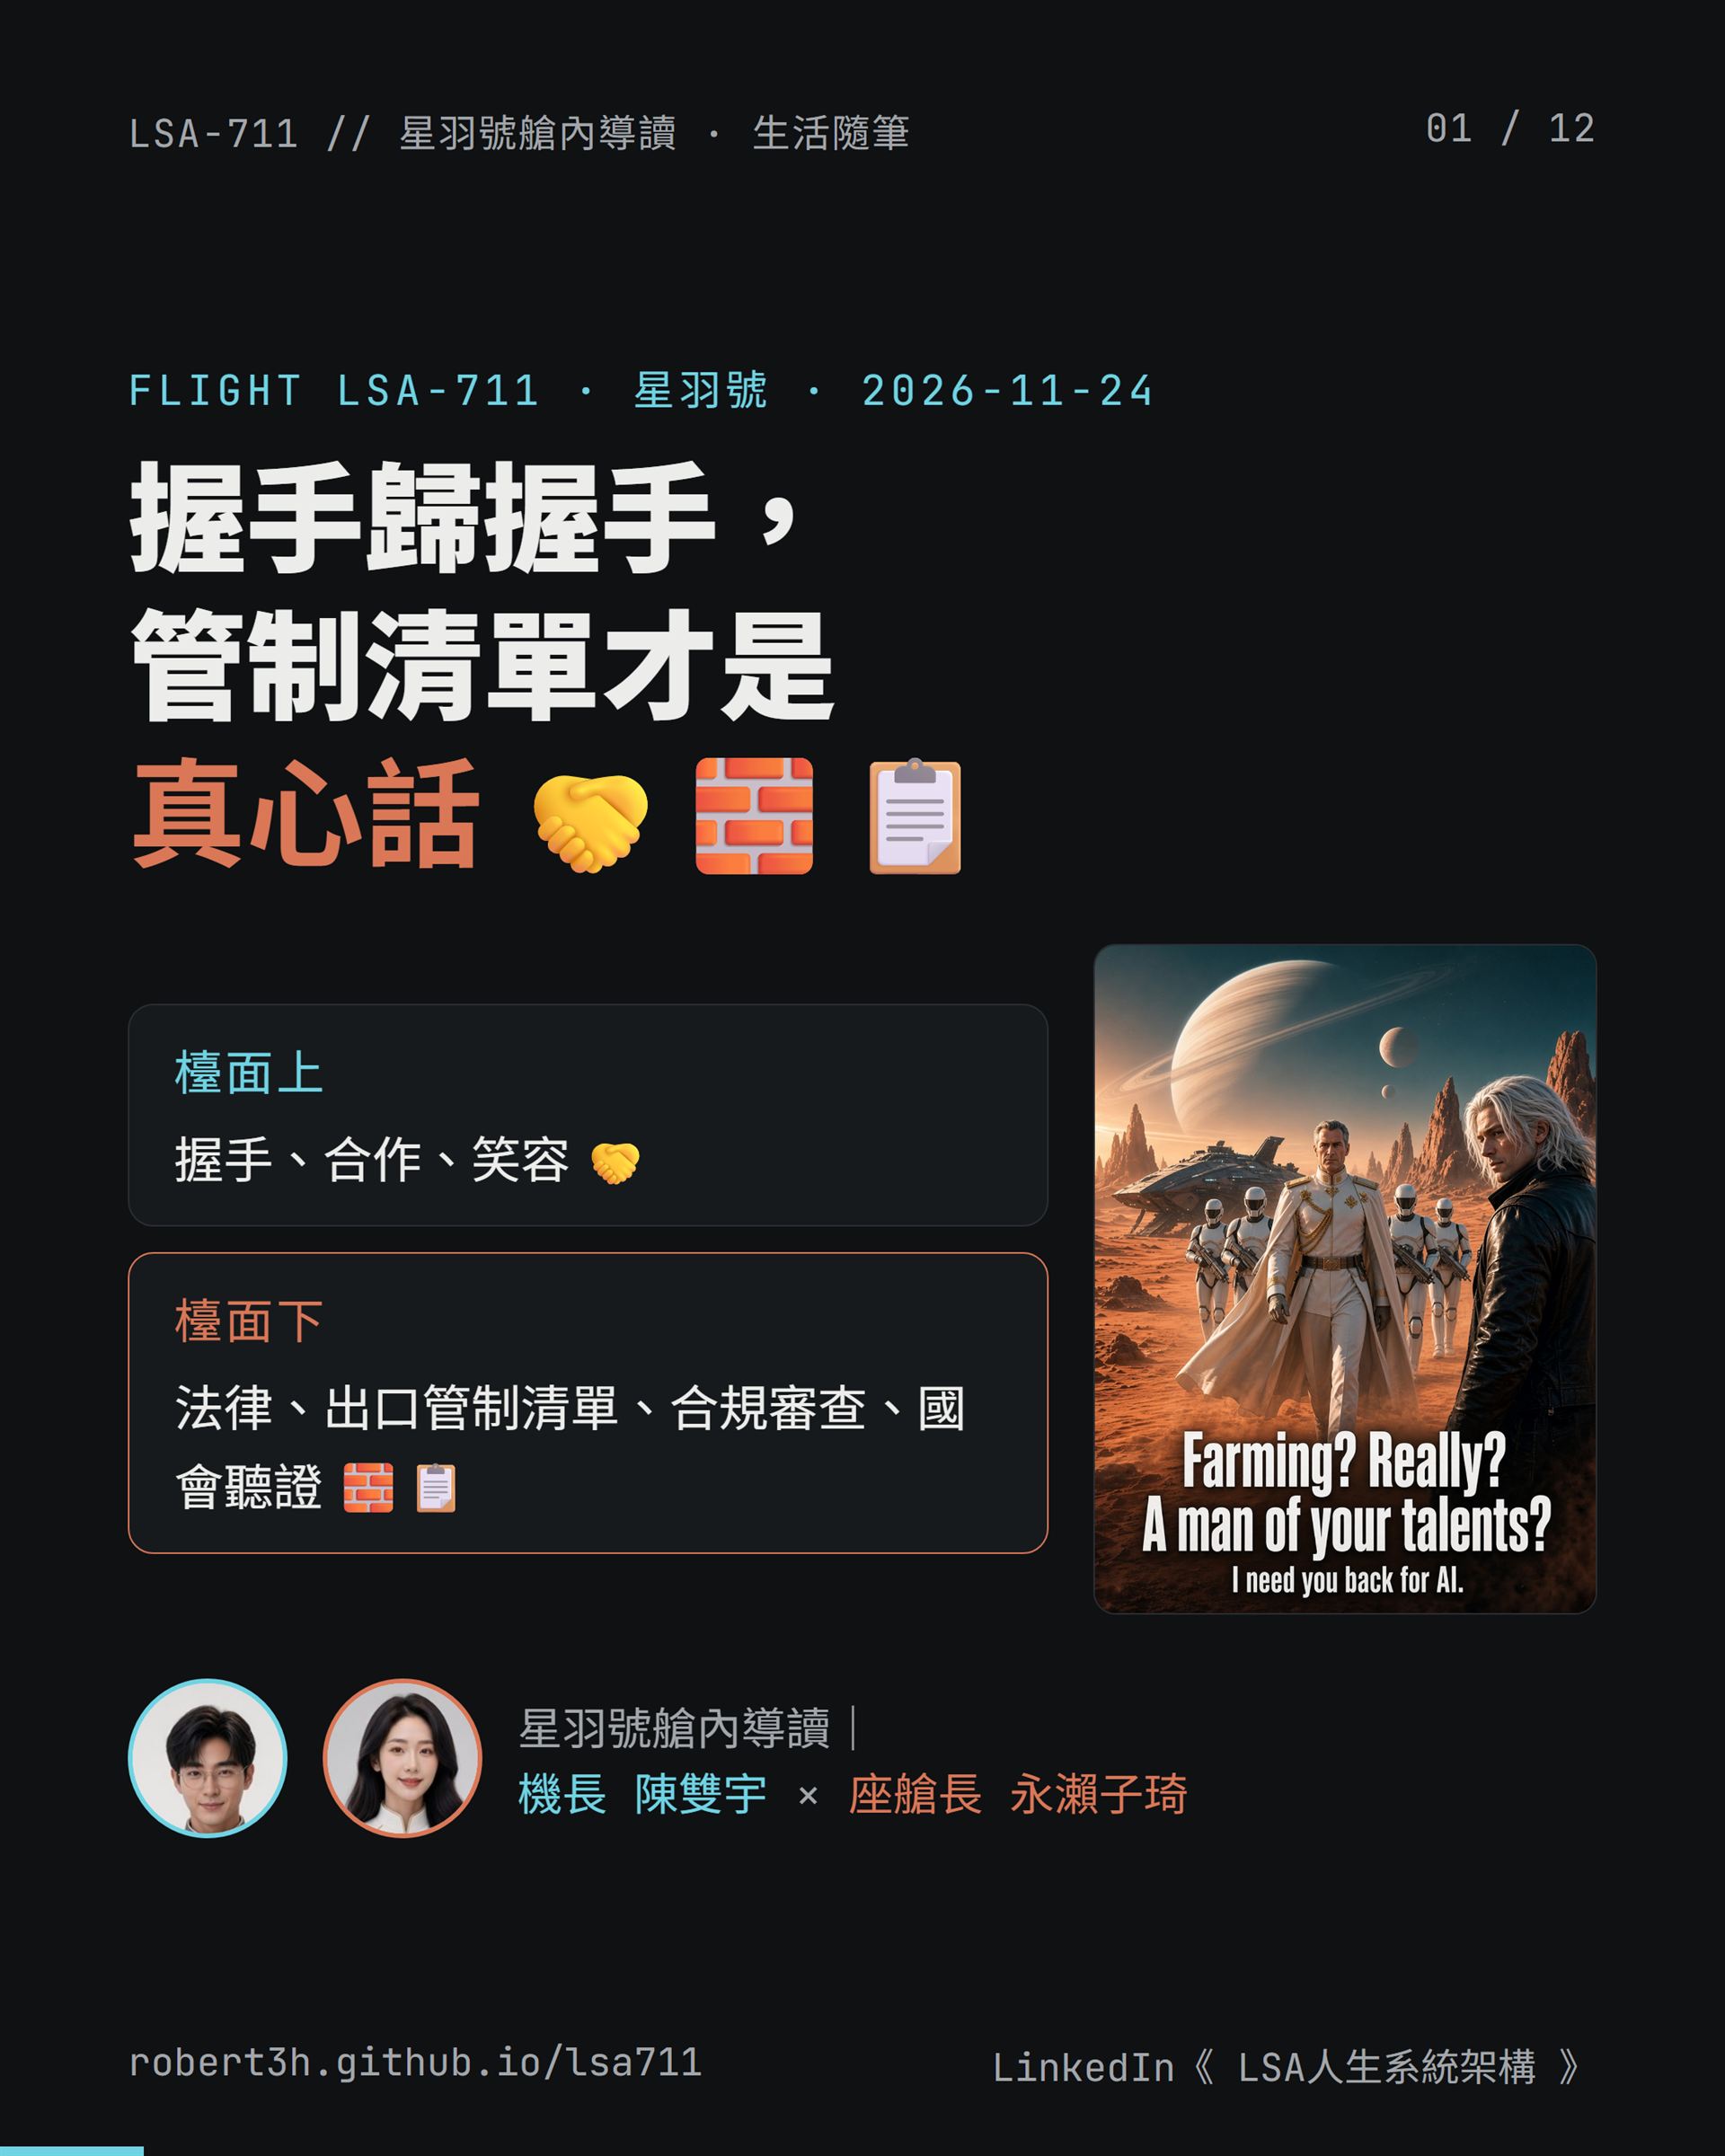 LSA-711 // 星羽號艙內導讀 · 生活隨筆
01 / 12
FLIGHT LSA-711 · 星羽號 · 2026-11-24
握手歸握手，
管制清單才是
真心話 🤝 🧱 📋
檯面上
握手、合作、笑容 🤝
檯面下
法律、出口管制清單、合規審查、國
會聽證 🧱 📋
Farming? Really?
A man of your talents?
I need you back for AI.
星羽號艙內導讀｜
機長 陳雙宇 × 座艙長 永瀨子琦
robert3h.github.io/lsa711
LinkedIn《 LSA人生系統架構 》